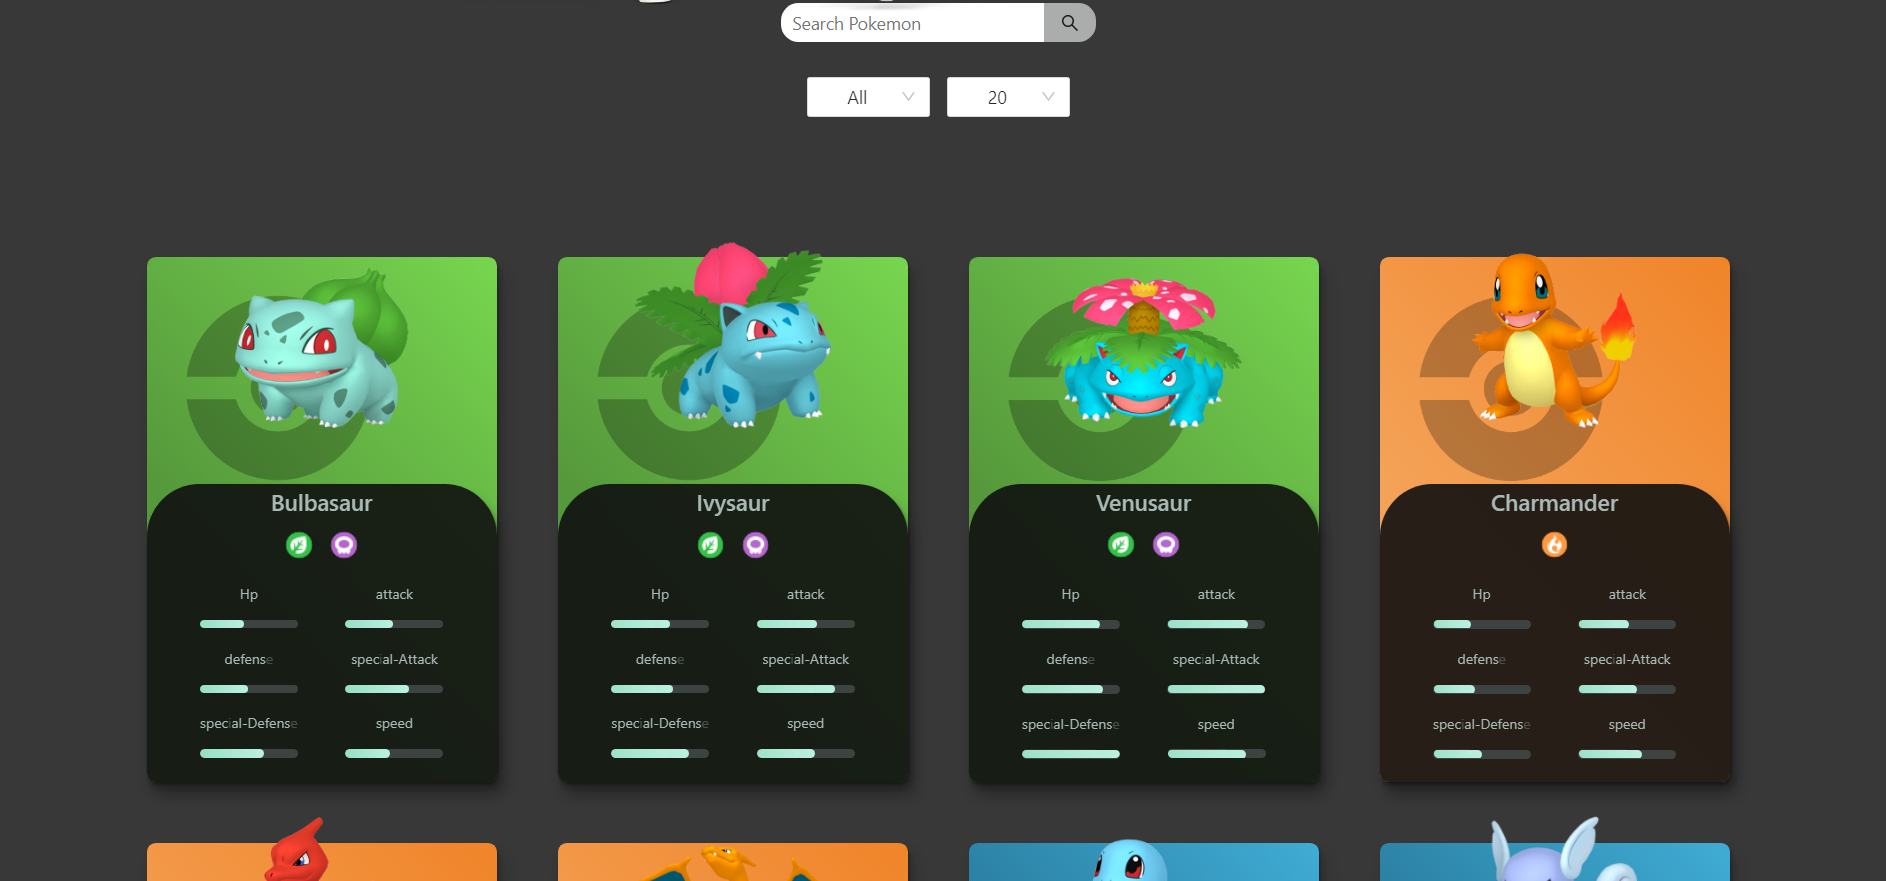 Search Pokemon
All 20
Bulbasaur
Hp attack
defense special-Attack
special-Defense speed
Ivysaur
Hp attack
defense special-Attack
special-Defense speed
Venusaur
Hp attack
defense special-Attack
special-Defense speed
Charmander
Hp attack
defense special-Attack
special-Defense speed